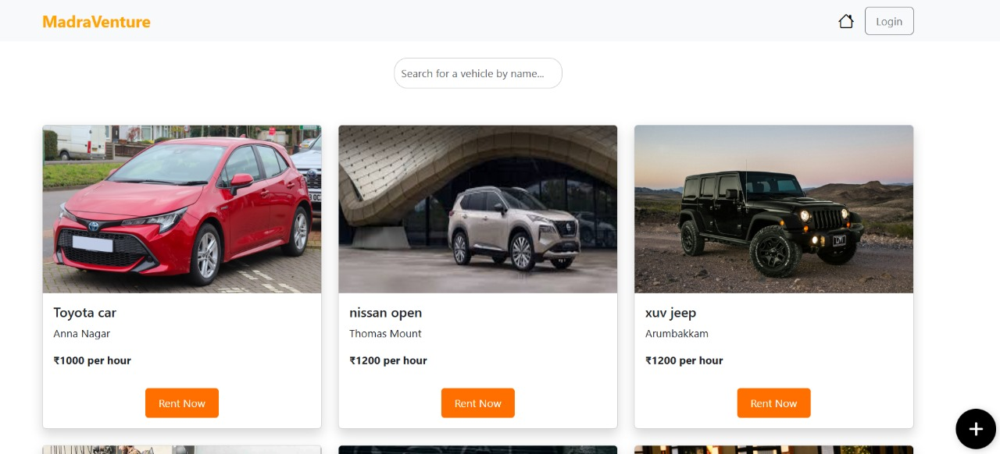 MadraVenture
Login
Search for a vehicle by name...
Toyota car
Anna Nagar
₹1000 per hour
Rent Now
nissan open
Thomas Mount
₹1200 per hour
Rent Now
xuv jeep
Arumbakkam
₹1200 per hour
Rent Now